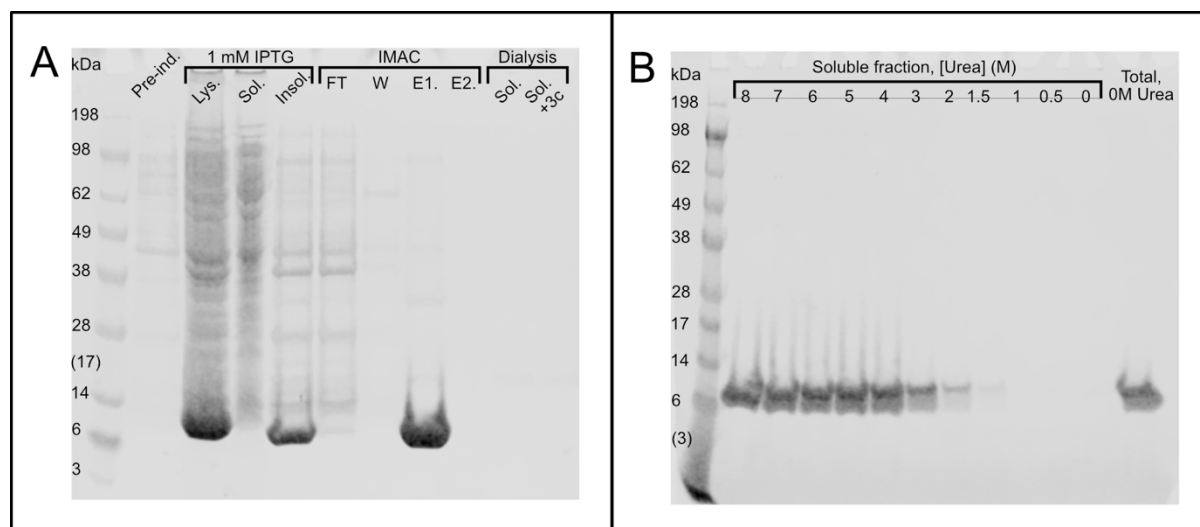 A
kDa
Pre-ind.
1 mM IPTG
Lys.
Sol.
Insol.
IMAC
FT
W
E1.
E2.
Dialysis
Sol.
Sol.
+3c
198
98
62
49
38
28
(17)
14
6
3
B
kDa
Soluble fraction, [Urea] (M)
8 7 6 5 4 3 2 1.5 1 0.5 0
Total,
0M Urea
198
98
62
49
38
28
17
14
6
(3)